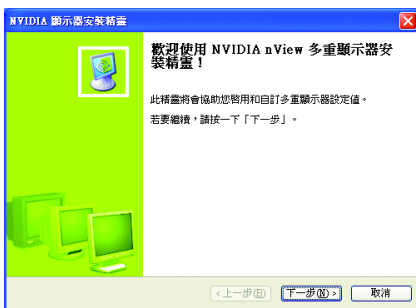 NVIDIA 顯示器安裝精靈
歡迎使用 NVIDIA nView 多重顯示器安
裝精靈！
此精靈將會協助您啓用和自訂多重顯示器設定値。
若要繼續，請按一下「下一步」。
<上一步(B)
下一步(N)>
取消